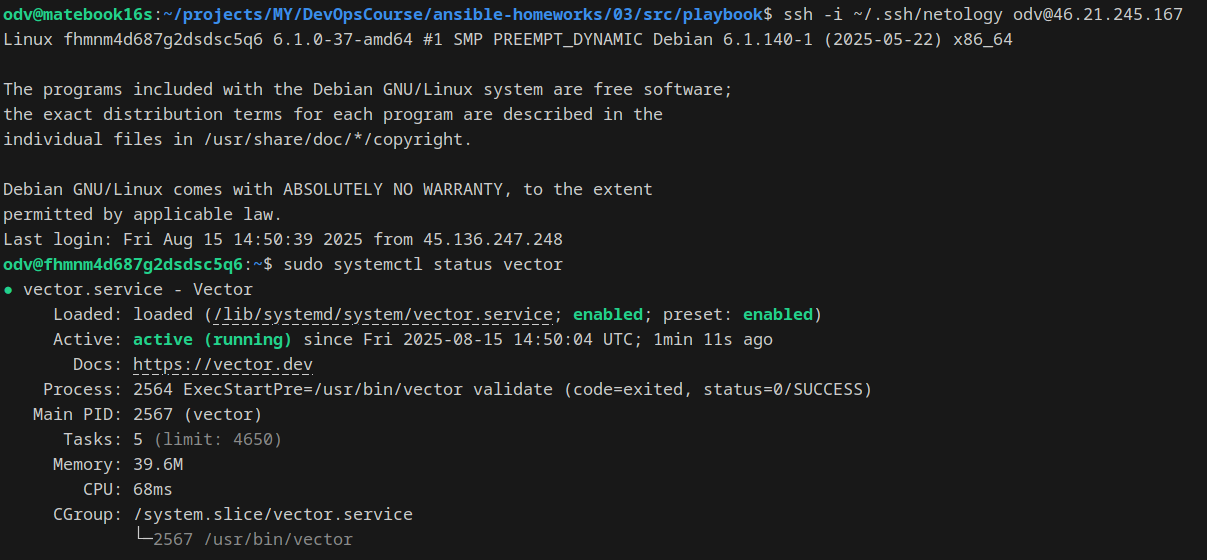 odv@matebook16s:~/projects/MY/DevOpsCourse/ansible-homeworks/03/src/playbook$ ssh -i ~/.ssh/netology odv@46.21.245.167
Linux fhmnm4d687g2dsdsc5q6 6.1.0-37-amd64 #1 SMP PREEMPT_DYNAMIC Debian 6.1.140-1 (2025-05-22) x86_64

The programs included with the Debian GNU/Linux system are free software;
the exact distribution terms for each program are described in the
individual files in /usr/share/doc/*/copyright.

Debian GNU/Linux comes with ABSOLUTELY NO WARRANTY, to the extent
permitted by applicable law.
Last login: Fri Aug 15 14:50:39 2025 from 45.136.247.248
odv@fhmnm4d687g2dsdsc5q6:~$ sudo systemctl status vector
● vector.service - Vector
     Loaded: loaded (/lib/systemd/system/vector.service; enabled; preset: enabled)
     Active: active (running) since Fri 2025-08-15 14:50:04 UTC; 1min 11s ago
       Docs: https://vector.dev
    Process: 2564 ExecStartPre=/usr/bin/vector validate (code=exited, status=0/SUCCESS)
   Main PID: 2567 (vector)
      Tasks: 5 (limit: 4650)
     Memory: 39.6M
        CPU: 68ms
     CGroup: /system.slice/vector.service
             └─2567 /usr/bin/vector